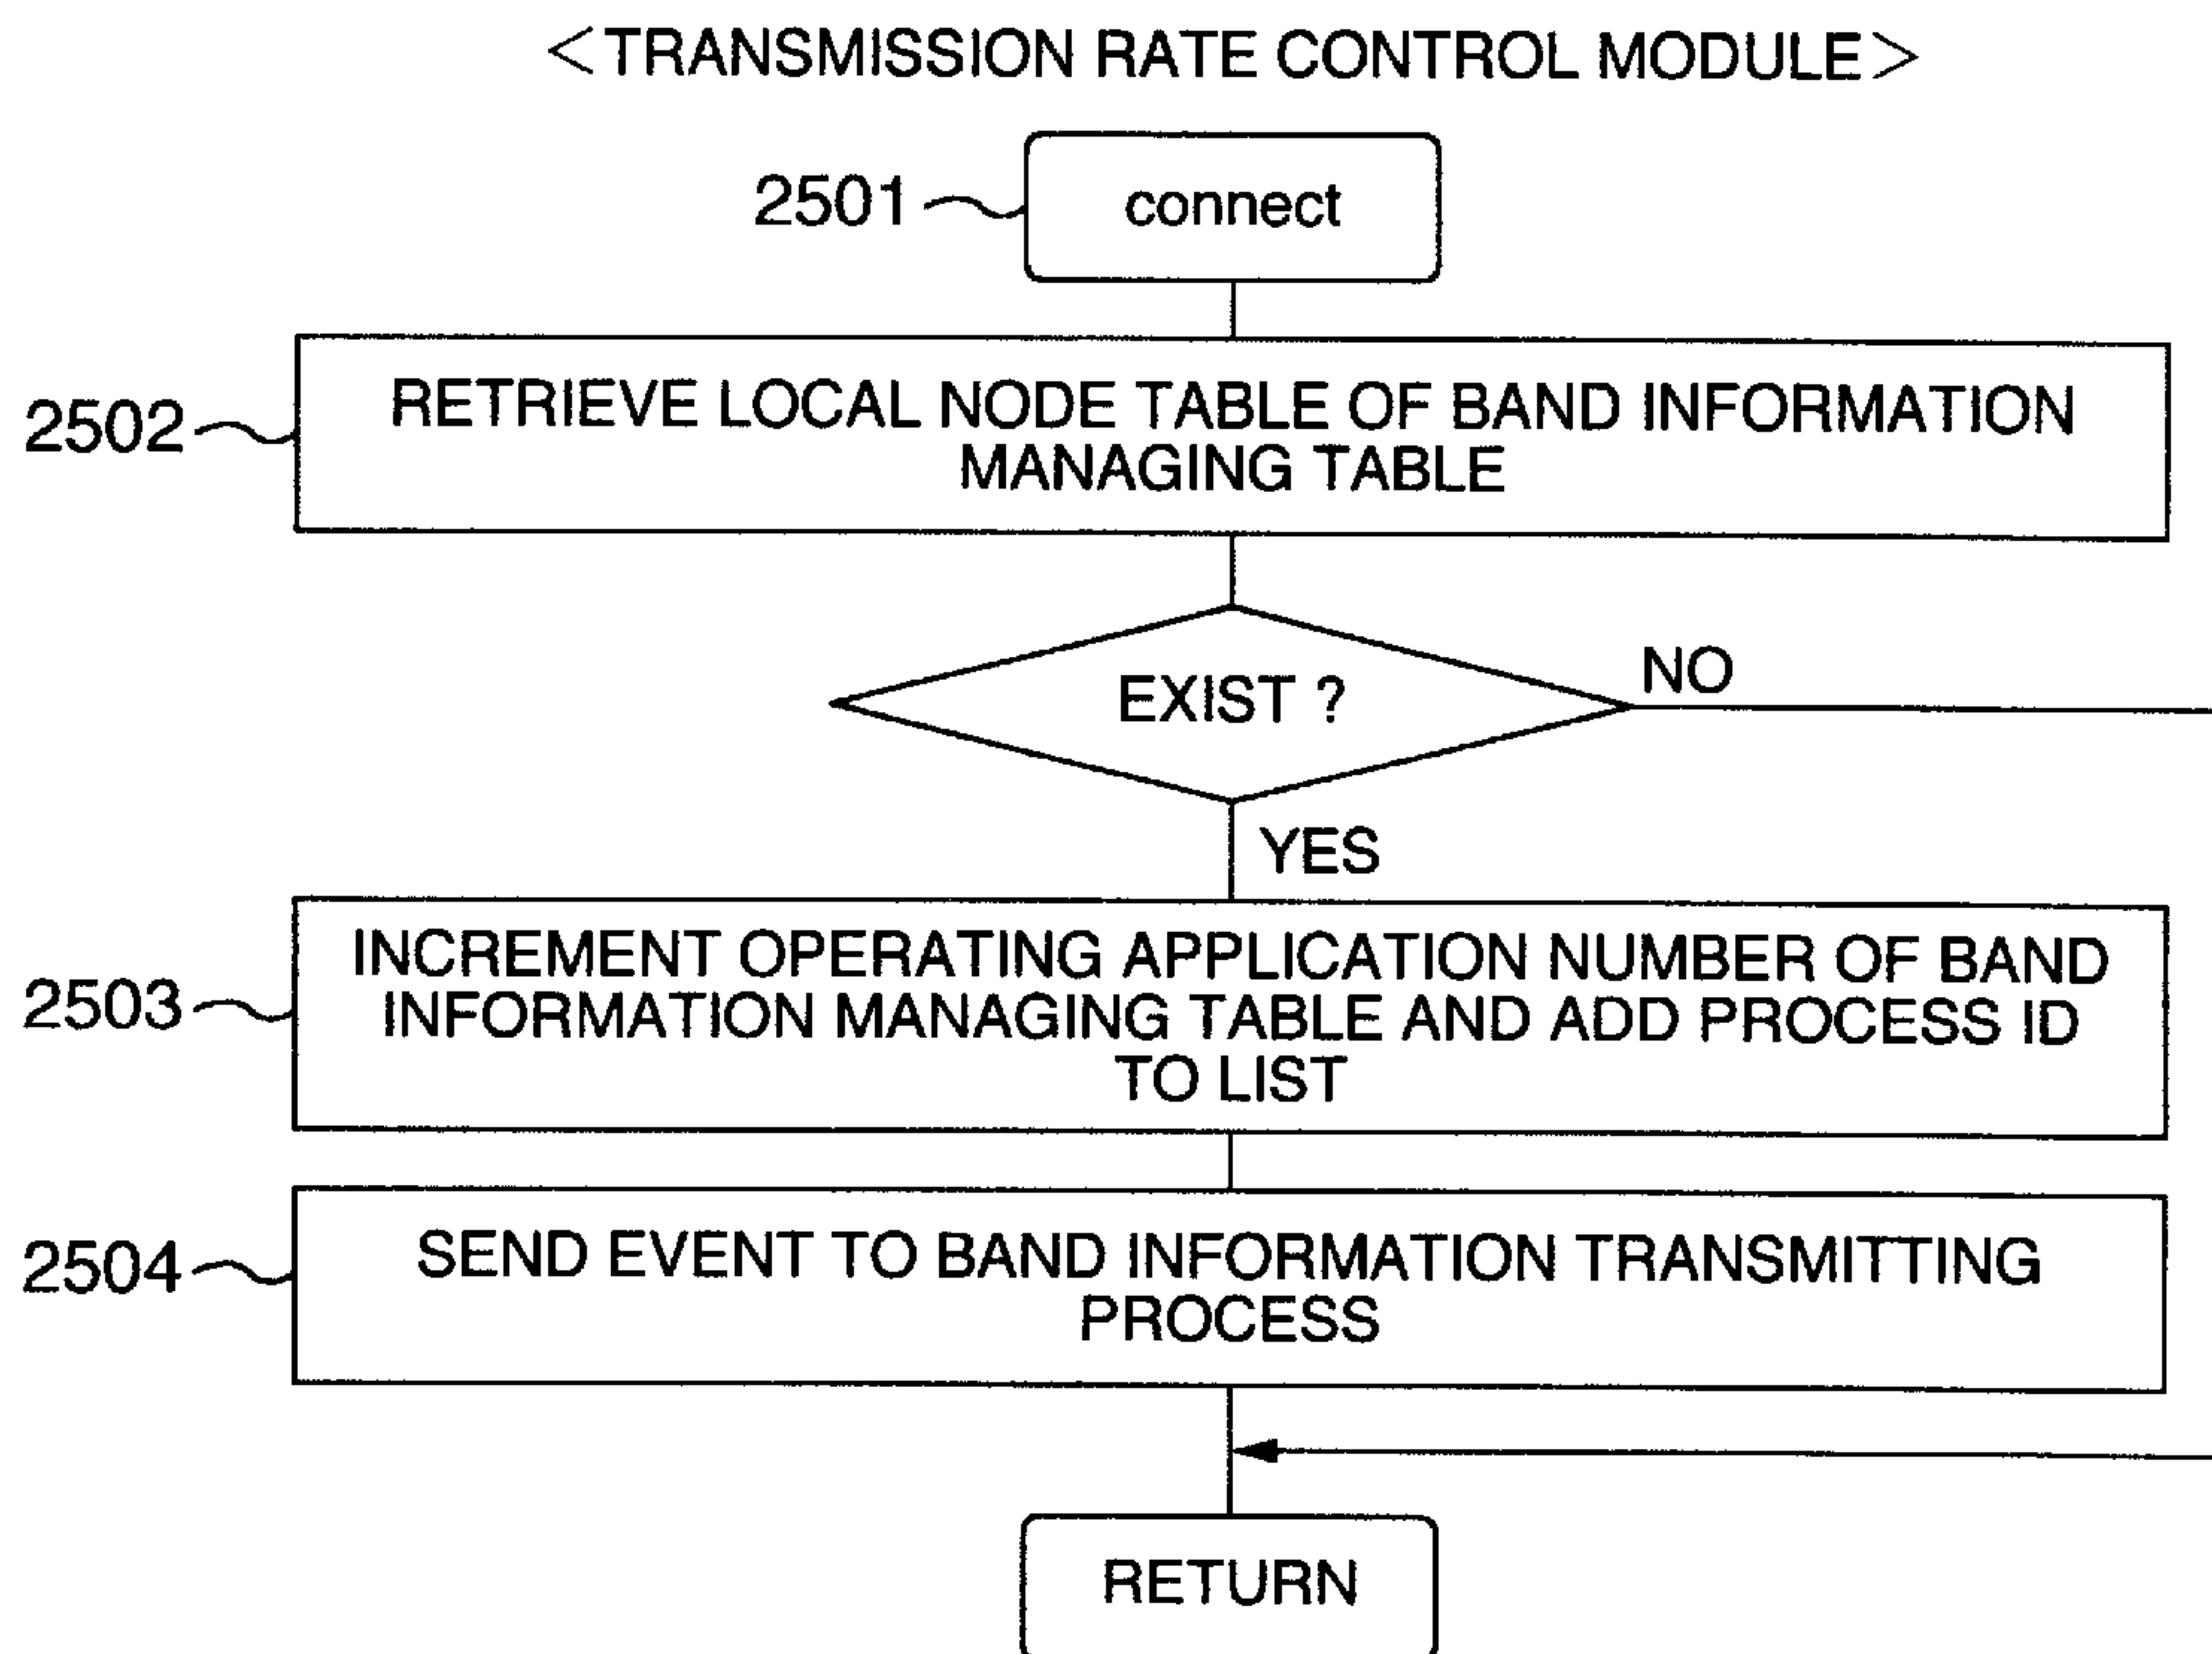 <TRANSMISSION RATE CONTROL MODULE>
2501
connect
2502
RETRIEVE LOCAL NODE TABLE OF BAND INFORMATION
MANAGING TABLE
EXIST ?
NO
YES
2503
INCREMENT OPERATING APPLICATION NUMBER OF BAND
INFORMATION MANAGING TABLE AND ADD PROCESS ID
TO LIST
2504
SEND EVENT TO BAND INFORMATION TRANSMITTING
PROCESS
RETURN